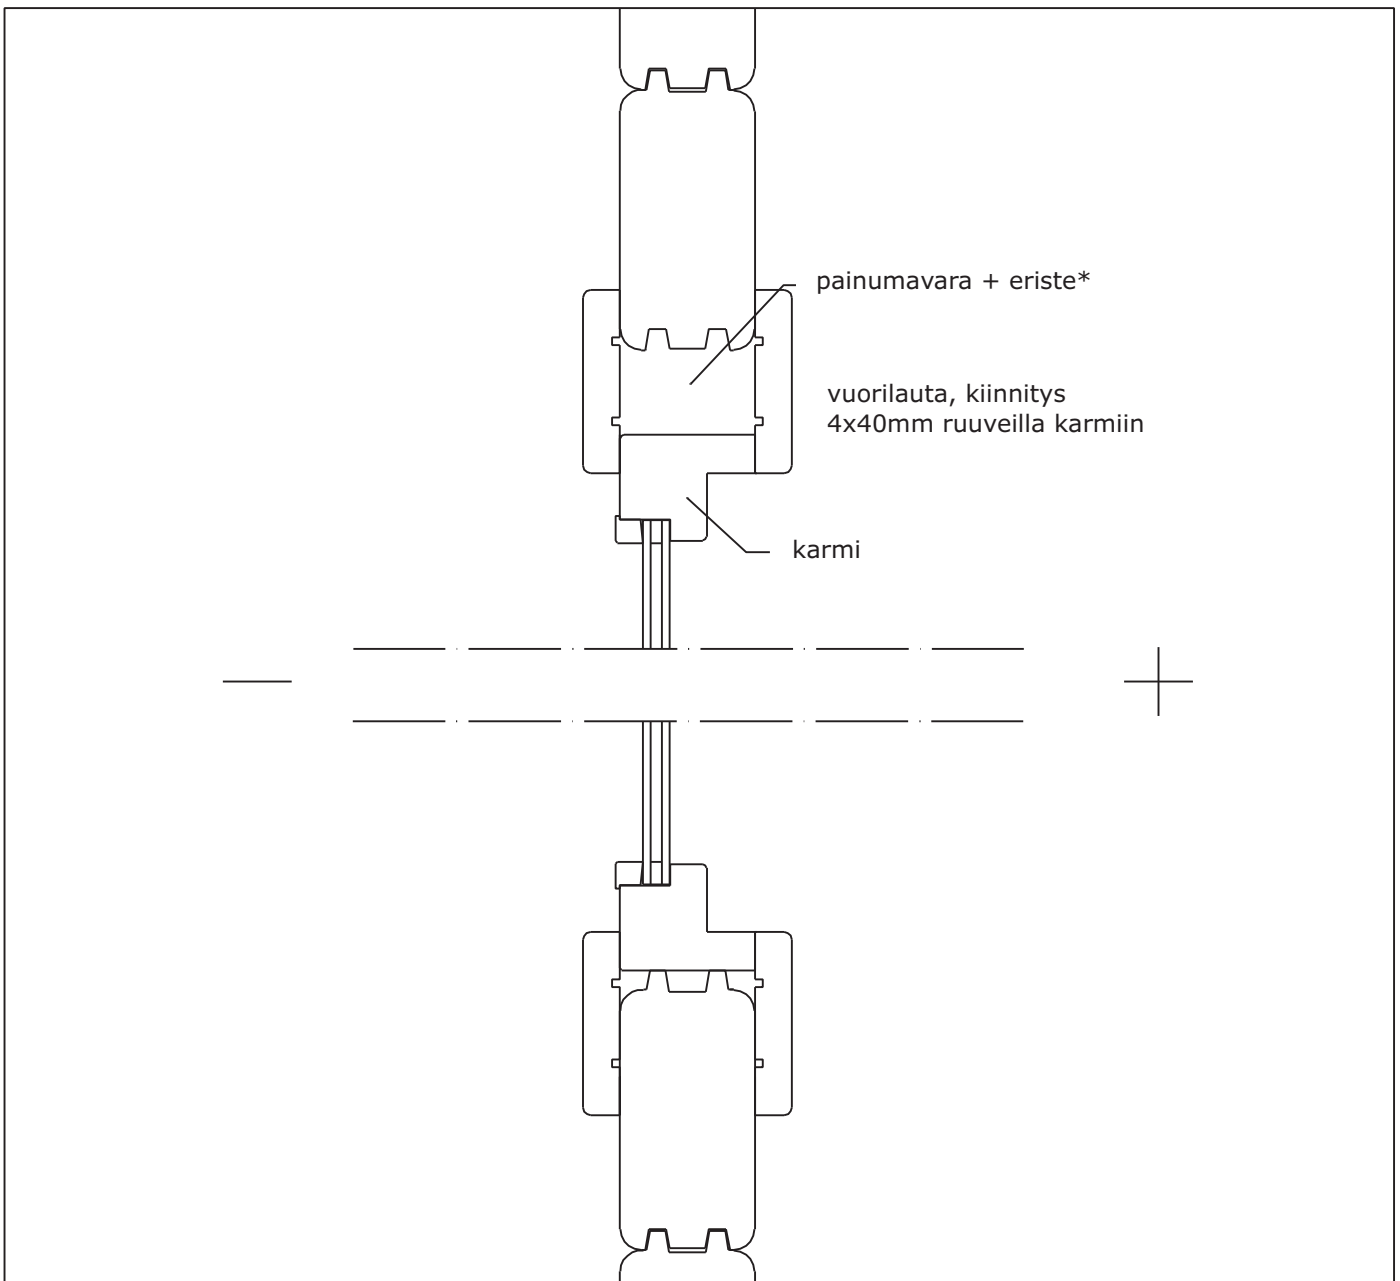 painumavara + eriste*
vuorilauta, kiinnitys
4x40mm ruuveilla karmiin
karmi